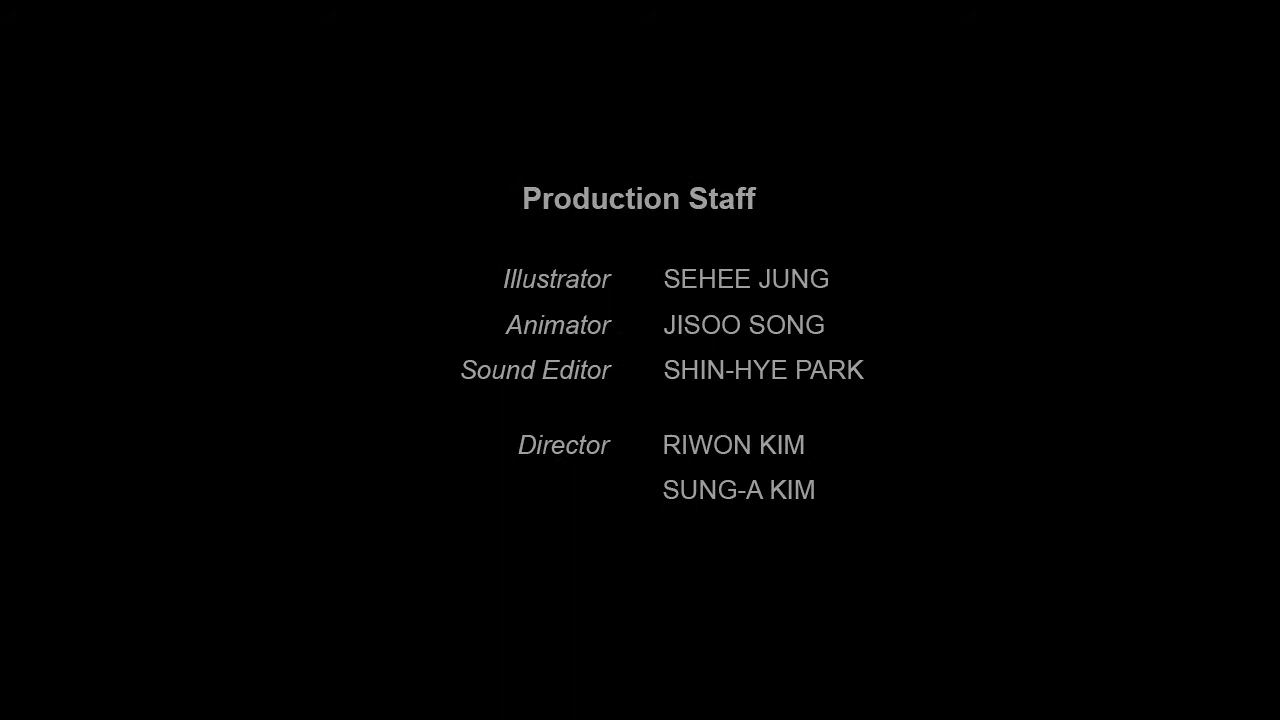 Production Staff
Illustrator SEHEE JUNG
Animator JISOO SONG
Sound Editor SHIN-HYE PARK
Director RIWON KIM
SUNG-A KIM